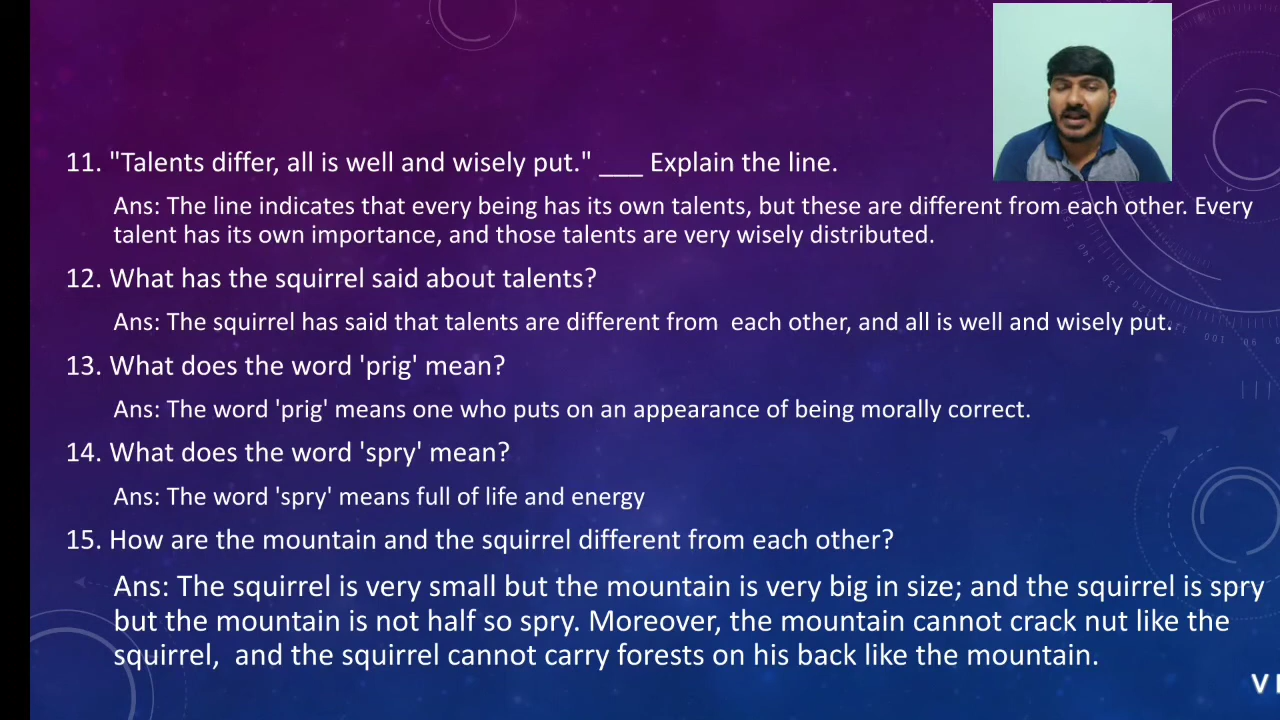 11. "Talents differ, all is well and wisely put." ___ Explain the line.
Ans: The line indicates that every being has its own talents, but these are different from each other. Every
talent has its own importance, and those talents are very wisely distributed.
12. What has the squirrel said about talents?
Ans: The squirrel has said that talents are different from  each other, and all is well and wisely put.
13. What does the word 'prig' mean?
Ans: The word 'prig' means one who puts on an appearance of being morally correct.
14. What does the word 'spry' mean?
Ans: The word 'spry' means full of life and energy
15. How are the mountain and the squirrel different from each other?
Ans: The squirrel is very small but the mountain is very big in size; and the squirrel is spry
but the mountain is not half so spry. Moreover, the mountain cannot crack nut like the
squirrel,  and the squirrel cannot carry forests on his back like the mountain.